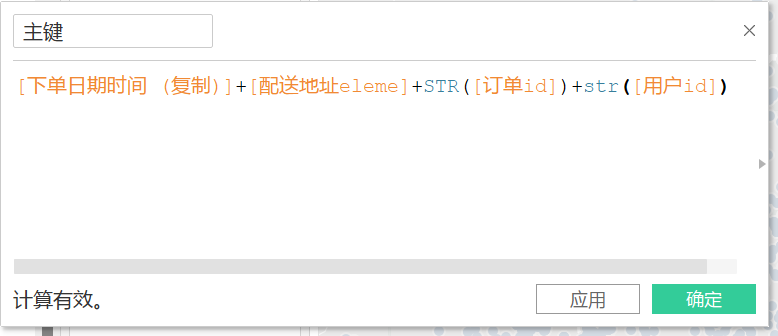 主键
[下单日期时间 (复制)]+[配送地址eleme]+STR([订单id])+str([用户id])
计算有效。
应用
确定